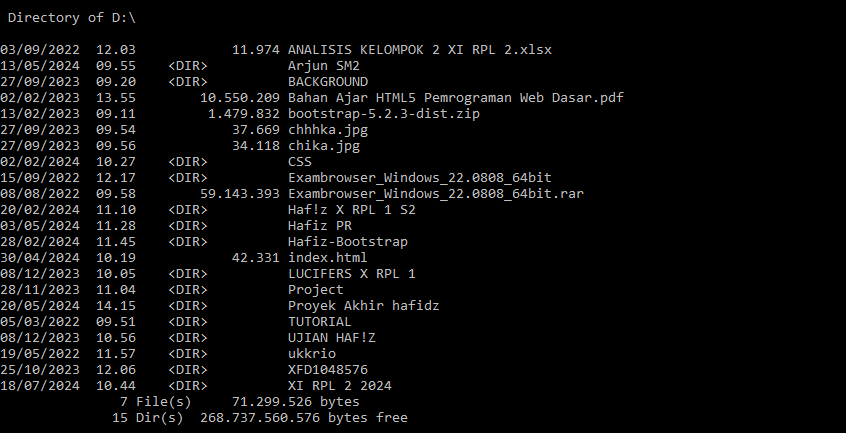 Directory of D:\
03/09/2022  12.03            11.974 ANALISIS KELOMPOK 2 XI RPL 2.xlsx
13/05/2024  09.55    <DIR>          Arjun SM2
27/09/2023  09.20    <DIR>          BACKGROUND
02/02/2023  13.55        10.550.209 Bahan Ajar HTML5 Pemrograman Web Dasar.pdf
13/02/2023  09.11         1.479.832 bootstrap-5.2.3-dist.zip
27/09/2023  09.54            37.669 chhhka.jpg
27/09/2023  09.56            34.118 chika.jpg
02/02/2024  10.27    <DIR>          CSS
15/09/2022  12.17    <DIR>          Exambrowser_Windows_22.0808_64bit
08/08/2022  09.58        59.143.393 Exambrowser_Windows_22.0808_64bit.rar
20/02/2024  11.10    <DIR>          Haf!z X RPL 1 S2
03/05/2024  11.28    <DIR>          Hafiz PR
28/02/2024  11.45    <DIR>          Hafiz-Bootstrap
30/04/2024  10.19            42.331 index.html
08/12/2023  10.05    <DIR>          LUCIFERS X RPL 1
28/11/2023  11.04    <DIR>          Project
20/05/2024  14.15    <DIR>          Proyek Akhir hafidz
05/03/2022  09.51    <DIR>          TUTORIAL
08/12/2023  10.56    <DIR>          UJIAN HAF!Z
19/05/2022  11.57    <DIR>          ukkrio
25/10/2023  12.06    <DIR>          XFD1048576
18/07/2024  10.44    <DIR>          XI RPL 2 2024
7 File(s)     71.299.526 bytes
15 Dir(s)  268.737.560.576 bytes free